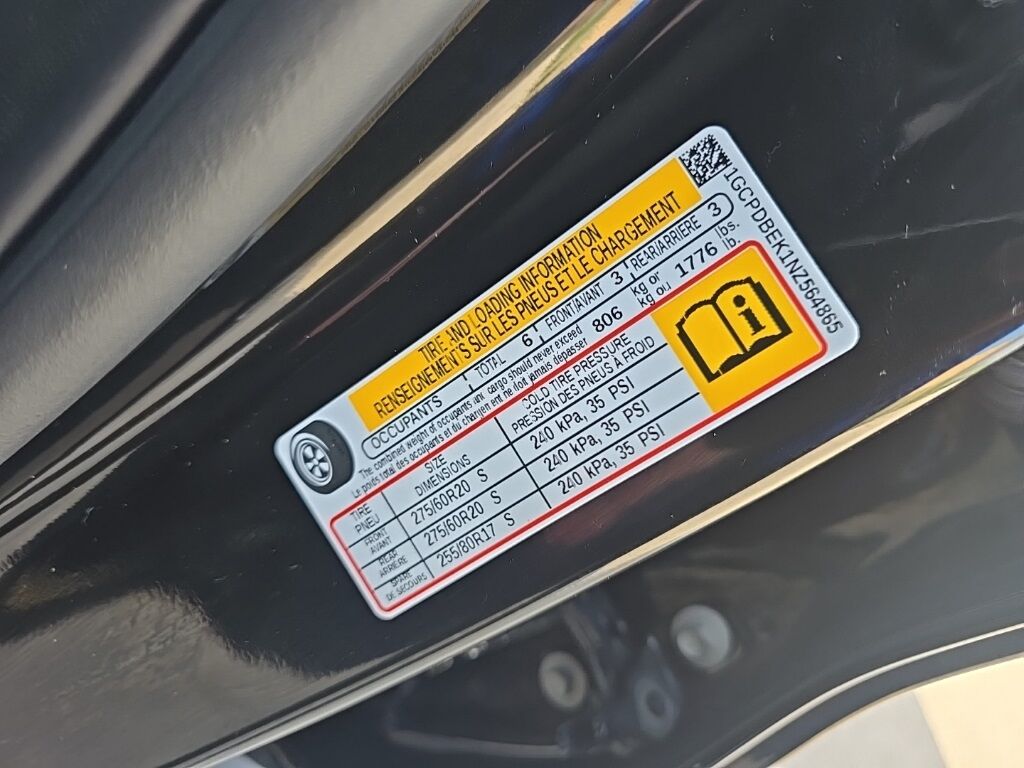 1GCPDBEK1NZ564865
TIRE AND LOADING INFORMATION
RENSEIGNEMENTS SUR LES PNEUS ET LE CHARGEMENT
OCCUPANTS TOTAL 6 FRONT/AVANT 3 REAR/ARRIÈRE 3
The combined weight of occupants and cargo should never exceed 806 kg or 1776 lbs.
Le poids total des occupants et du chargement ne doit jamais dépasser kg ou lb.
TIRE SIZE COLD TIRE PRESSURE
PNEU DIMENSIONS PRESSION DES PNEUS À FROID
FRONT AVANT 275/60R20 S 240 kPa, 35 PSI
REAR ARRIÈRE 275/60R20 S 240 kPa, 35 PSI
SPARE DE SECOURS 255/80R17 S 240 kPa, 35 PSI